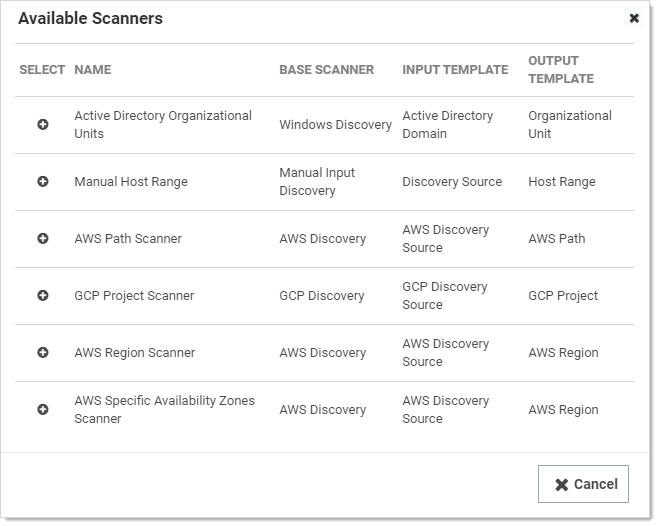 Available Scanners
SELECT NAME BASE SCANNER INPUT TEMPLATE OUTPUT TEMPLATE
Active Directory Organizational Units Windows Discovery Active Directory Domain Organizational Unit
Manual Host Range Manual Input Discovery Discovery Source Host Range
AWS Path Scanner AWS Discovery AWS Discovery Source AWS Path
GCP Project Scanner GCP Discovery GCP Discovery Source GCP Project
AWS Region Scanner AWS Discovery AWS Discovery Source AWS Region
AWS Specific Availability Zones Scanner AWS Discovery AWS Discovery Source AWS Region
Cancel